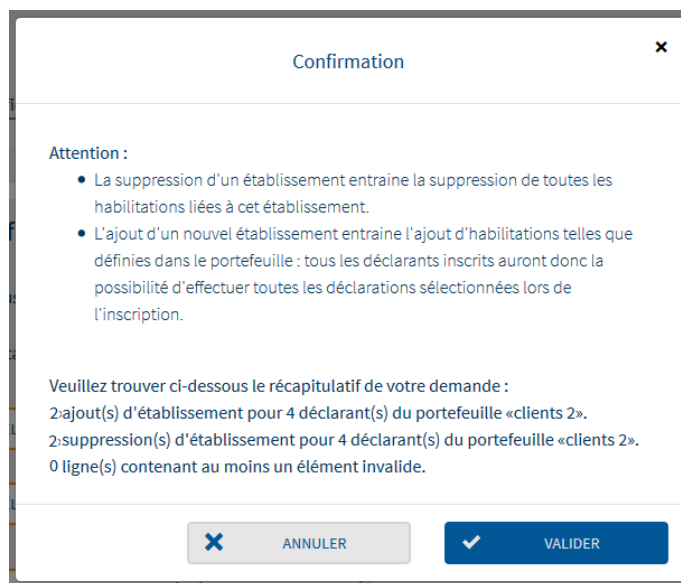 Confirmation
Attention :
La suppression d'un établissement entraine la suppression de toutes les
habilitations liées à cet établissement.
L'ajout d'un nouvel établissement entraine l'ajout d'habilitations telles que
définies dans le portefeuille : tous les déclarants inscrits auront donc la
possibilité d'effectuer toutes les déclarations sélectionnées lors de
l'inscription.
Veuillez trouver ci-dessous le récapitulatif de votre demande :
2 ajout(s) d'établissement pour 4 déclarant(s) du portefeuille «clients 2».
2 suppression(s) d'établissement pour 4 déclarant(s) du portefeuille «clients 2».
0 ligne(s) contenant au moins un élément invalide.
ANNULER
VALIDER